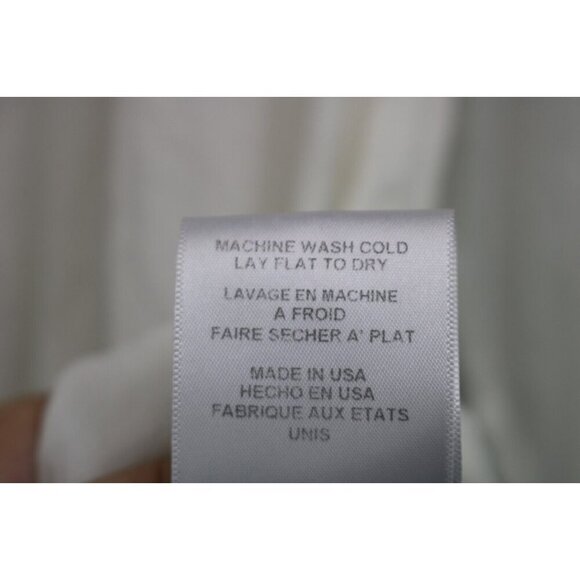 MACHINE WASH COLD
LAY FLAT TO DRY
LAVAGE EN MACHINE
A FROID
FAIRE SECHER A' PLAT
MADE IN USA
HECHO EN USA
FABRIQUE AUX ETATS
UNIS